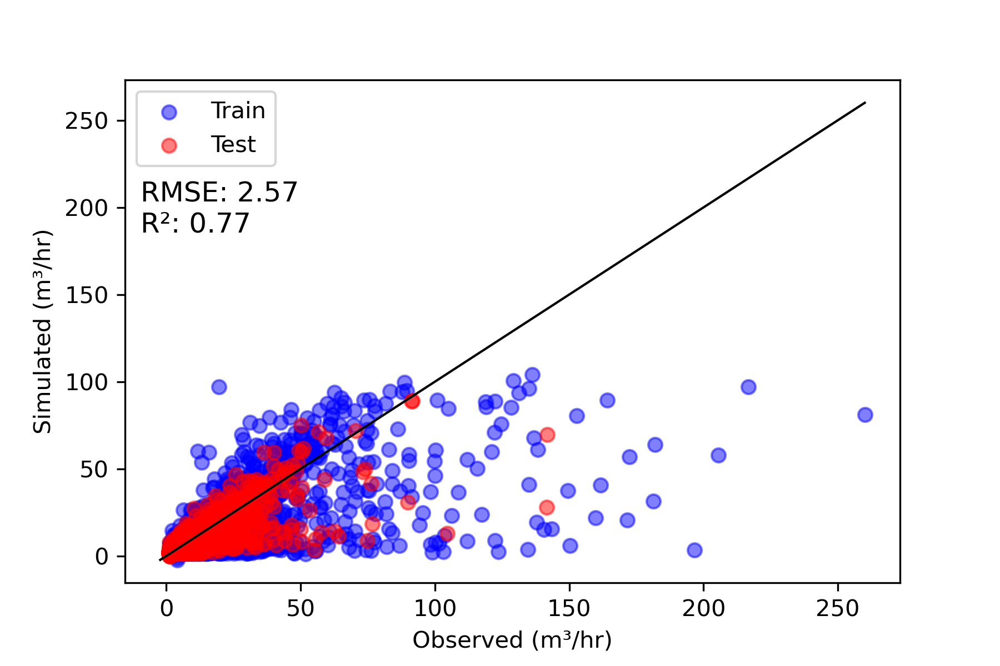 Train
Test
RMSE: 2.57
R²: 0.77
Simulated (m³/hr)
250
200
150
100
50
0
0 50 100 150 200 250
Observed (m³/hr)